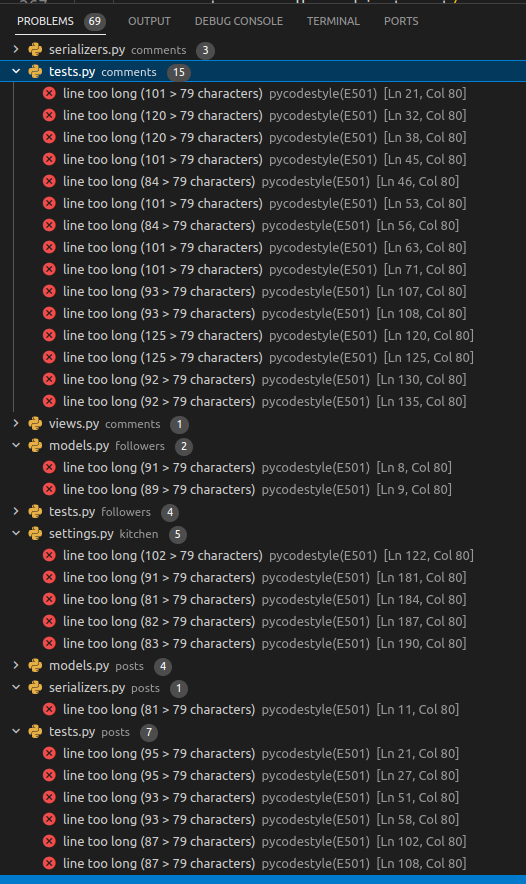 PROBLEMS 69 OUTPUT DEBUG CONSOLE TERMINAL PORTS
serializers.py comments 3
tests.py comments 15
line too long (101 > 79 characters) pycodestyle(E501) [Ln 21, Col 80]
line too long (120 > 79 characters) pycodestyle(E501) [Ln 32, Col 80]
line too long (120 > 79 characters) pycodestyle(E501) [Ln 38, Col 80]
line too long (101 > 79 characters) pycodestyle(E501) [Ln 45, Col 80]
line too long (84 > 79 characters) pycodestyle(E501) [Ln 46, Col 80]
line too long (101 > 79 characters) pycodestyle(E501) [Ln 53, Col 80]
line too long (84 > 79 characters) pycodestyle(E501) [Ln 56, Col 80]
line too long (101 > 79 characters) pycodestyle(E501) [Ln 63, Col 80]
line too long (101 > 79 characters) pycodestyle(E501) [Ln 71, Col 80]
line too long (93 > 79 characters) pycodestyle(E501) [Ln 107, Col 80]
line too long (93 > 79 characters) pycodestyle(E501) [Ln 108, Col 80]
line too long (125 > 79 characters) pycodestyle(E501) [Ln 120, Col 80]
line too long (125 > 79 characters) pycodestyle(E501) [Ln 125, Col 80]
line too long (92 > 79 characters) pycodestyle(E501) [Ln 130, Col 80]
line too long (92 > 79 characters) pycodestyle(E501) [Ln 135, Col 80]
views.py comments 1
models.py followers 2
line too long (91 > 79 characters) pycodestyle(E501) [Ln 8, Col 80]
line too long (89 > 79 characters) pycodestyle(E501) [Ln 9, Col 80]
tests.py followers 4
settings.py kitchen 5
line too long (102 > 79 characters) pycodestyle(E501) [Ln 122, Col 80]
line too long (91 > 79 characters) pycodestyle(E501) [Ln 181, Col 80]
line too long (81 > 79 characters) pycodestyle(E501) [Ln 184, Col 80]
line too long (82 > 79 characters) pycodestyle(E501) [Ln 187, Col 80]
line too long (83 > 79 characters) pycodestyle(E501) [Ln 190, Col 80]
models.py posts 4
serializers.py posts 1
line too long (81 > 79 characters) pycodestyle(E501) [Ln 11, Col 80]
tests.py posts 7
line too long (95 > 79 characters) pycodestyle(E501) [Ln 21, Col 80]
line too long (95 > 79 characters) pycodestyle(E501) [Ln 27, Col 80]
line too long (93 > 79 characters) pycodestyle(E501) [Ln 51, Col 80]
line too long (93 > 79 characters) pycodestyle(E501) [Ln 58, Col 80]
line too long (87 > 79 characters) pycodestyle(E501) [Ln 102, Col 80]
line too long (87 > 79 characters) pycodestyle(E501) [Ln 108, Col 80]